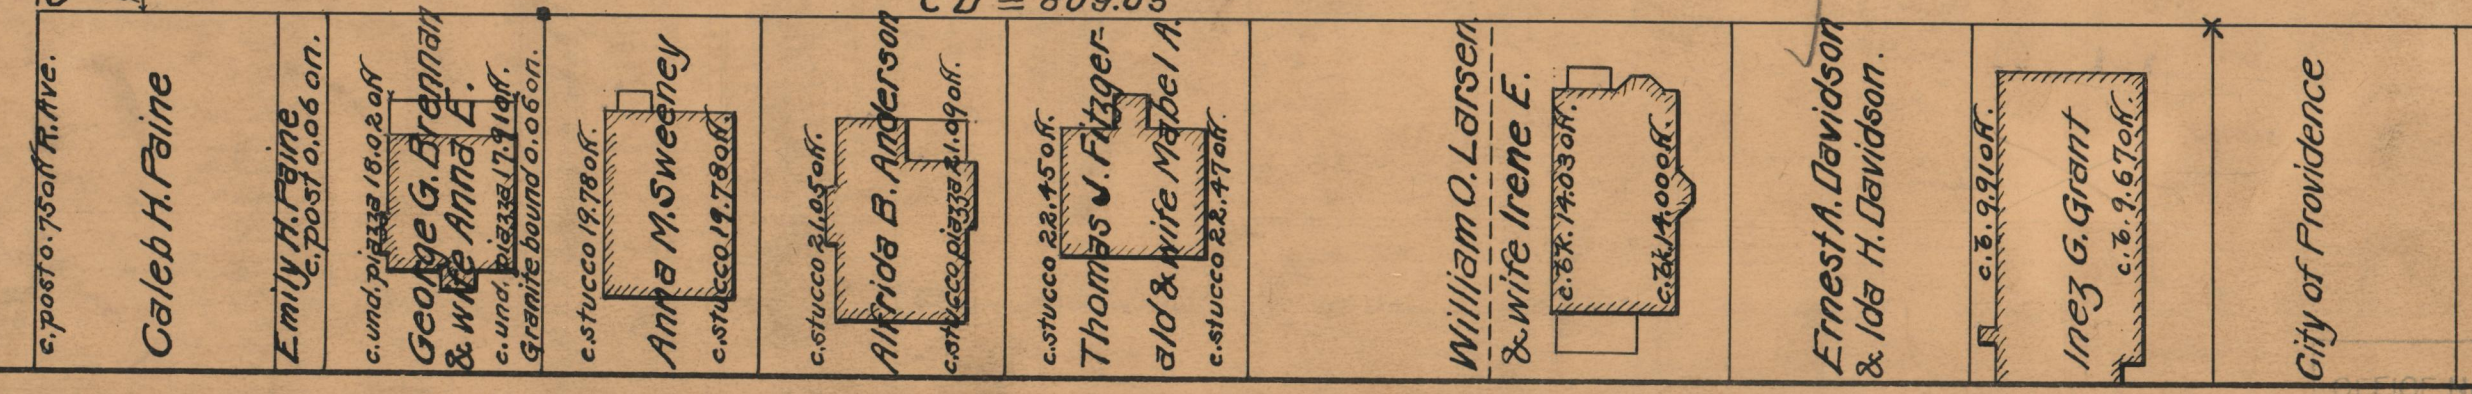 CD = 809.05
c.post 0.75 off R. Ave.
Caleb H. Paine
Emily H. Paine
c. post 0.06 on.
c. und. piazza 18.02 off
George G. Brennan
& wife Anna E.
c. und. piazza 17.91 off.
Granite bound 0.06 on.
c. stucco 19.78 off.
Anna M. Sweeney
c. stucco 19.78 off.
c. stucco 21.05 off.
Alfrida B. Anderson
c. stucco piazza 21.09 off.
c. stucco 22.45 off.
Thomas J. Fitzger-
ald & wife Mabel A.
c. stucco 22.47 off.
William O. Larsen
& wife Irene E.
c. bk. 14.03 off.
c. bk. 14.00 off.
Ernest A. Davidson
& Ida H. Davidson.
c. b. 9.91 off.
Inez G. Grant
c. b. 9.67 off.
City of Providence